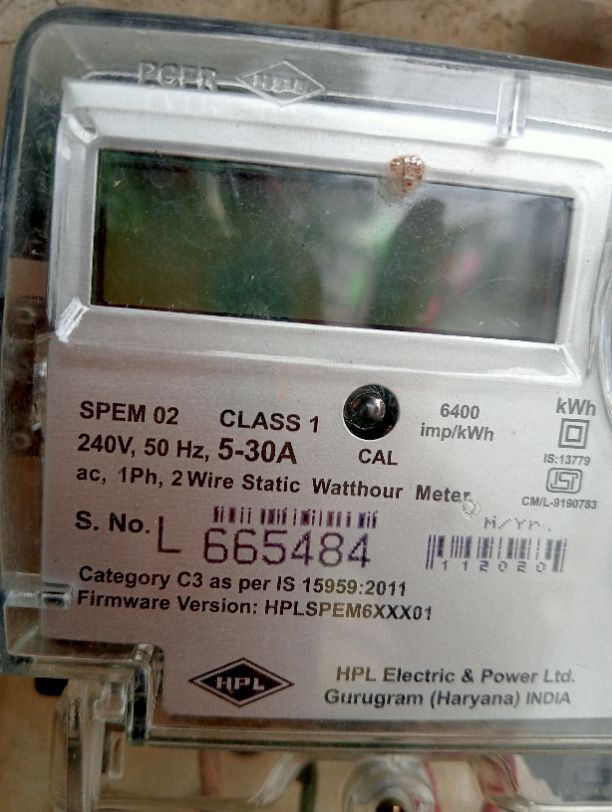 HPL
SPEM 02 CLASS 1
6400
imp/kWh
kWh
240V, 50 Hz, 5-30A
CAL
IS:13779
ISI
ac, 1Ph, 2 Wire Static Watthour Meter
CM/L-9190783
S. No. L 665484
M/Yr.
112020
Category C3 as per IS 15959:2011
Firmware Version: HPLSPEM6XXX01
HPL
HPL Electric & Power Ltd.
Gurugram (Haryana) INDIA